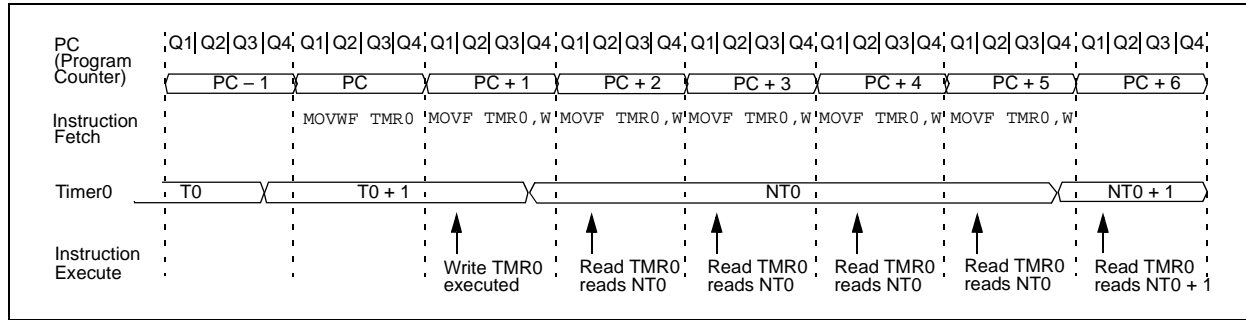 PC
(Program
Counter)
Q1 Q2 Q3 Q4 Q1 Q2 Q3 Q4 Q1 Q2 Q3 Q4 Q1 Q2 Q3 Q4 Q1 Q2 Q3 Q4 Q1 Q2 Q3 Q4 Q1 Q2 Q3 Q4 Q1 Q2 Q3 Q4
PC – 1 PC PC + 1 PC + 2 PC + 3 PC + 4 PC + 5 PC + 6
Instruction
Fetch
MOVWF TMR0 MOVF TMR0,W MOVF TMR0,W MOVF TMR0,W MOVF TMR0,W MOVF TMR0,W
Timer0
T0 T0 + 1 NT0 NT0 + 1
Instruction
Execute
Write TMR0
executed
Read TMR0
reads NT0
Read TMR0
reads NT0
Read TMR0
reads NT0
Read TMR0
reads NT0
Read TMR0
reads NT0 + 1